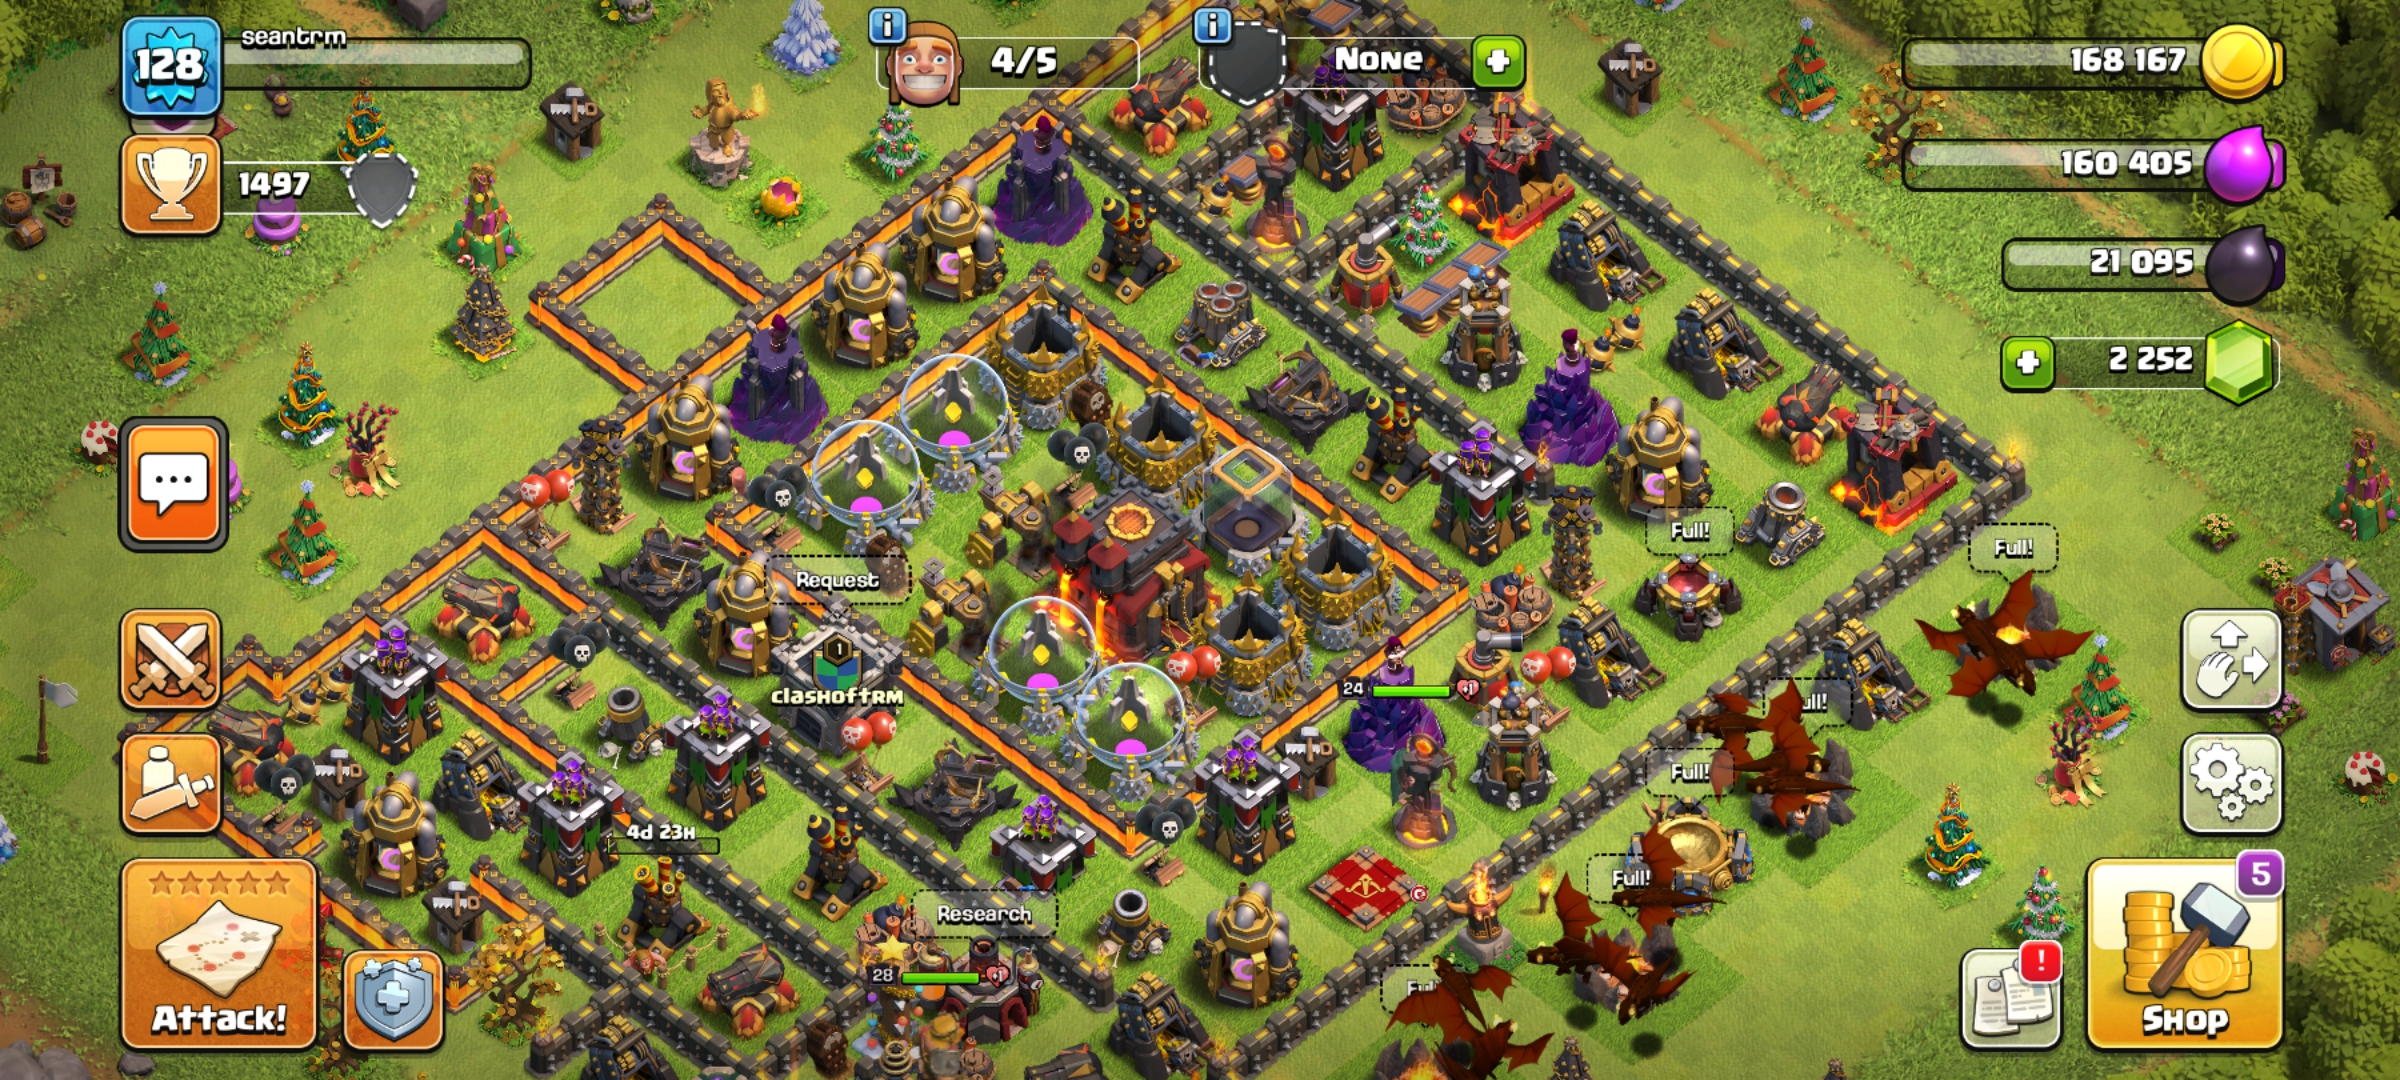 128
seantrm
4/5
None
168 167
1497
160 405
21 095
2 252
Full!
Full!
Request
1
clashoftrm
24
Full!
4d 23h
Full!
Research
28
Attack!
5
!
Shop